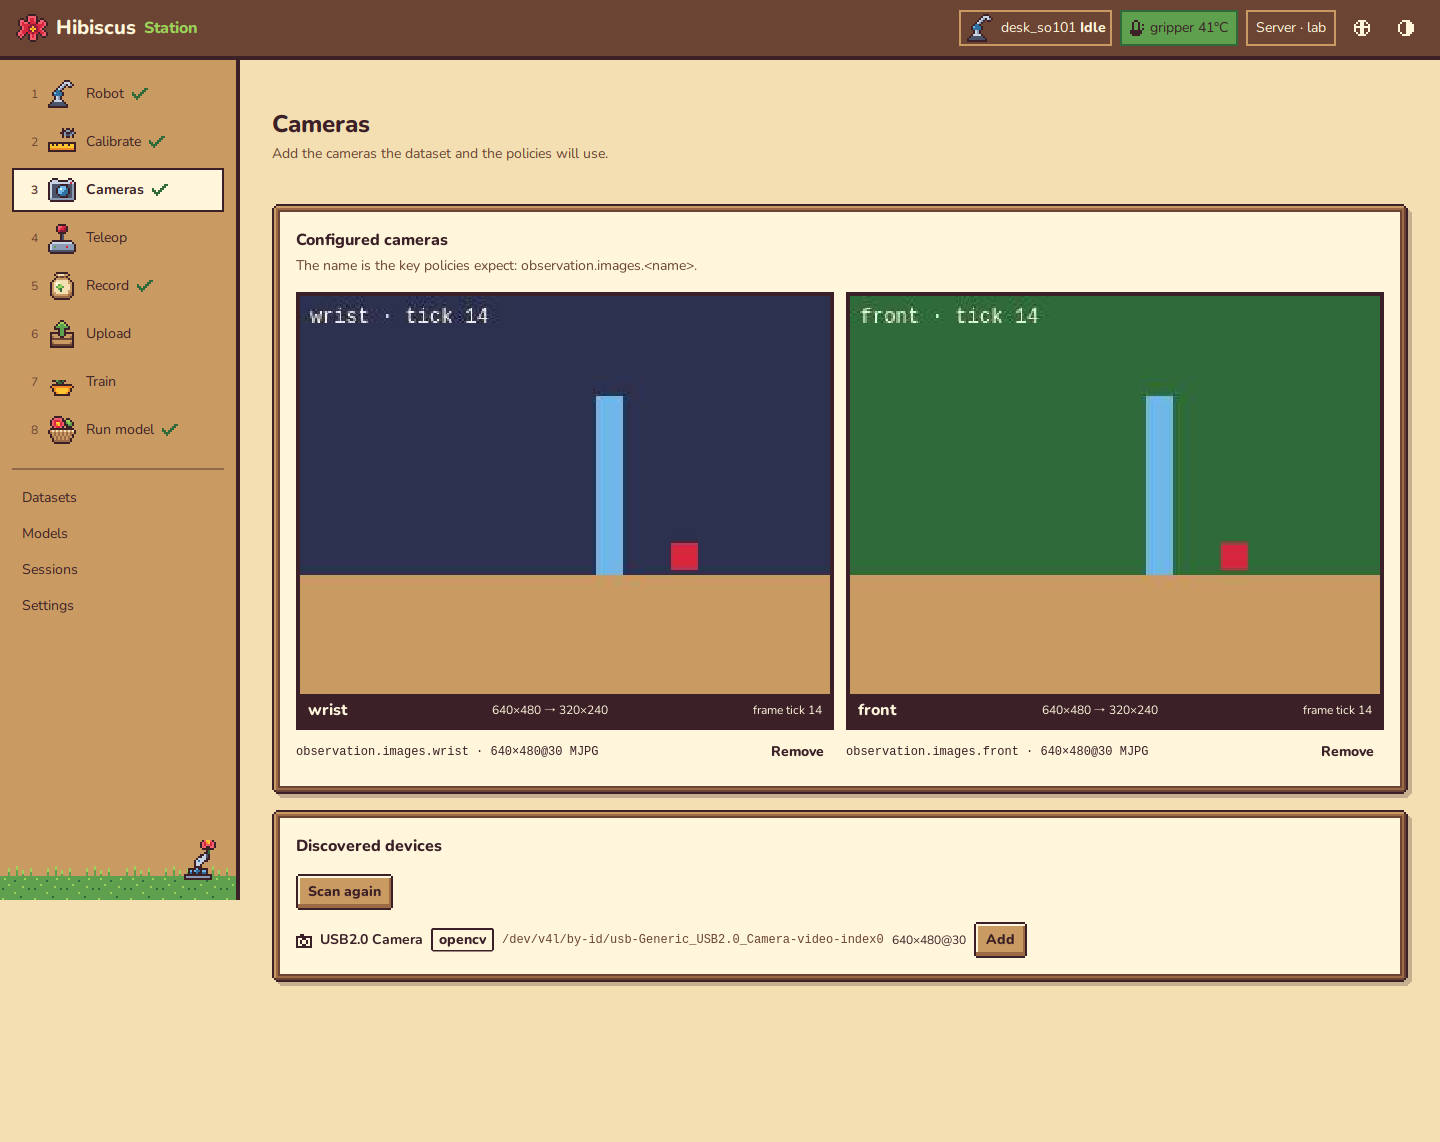 Hibiscus Station
desk_so101 Idle
gripper 41°C
Server · lab
1 Robot
2 Calibrate
3 Cameras
4 Teleop
5 Record
6 Upload
7 Train
8 Run model
Datasets
Models
Sessions
Settings
Cameras
Add the cameras the dataset and the policies will use.
Configured cameras
The name is the key policies expect: observation.images.<name>.
wrist · tick 14
wrist 640×480 → 320×240 frame tick 14
observation.images.wrist · 640×480@30 MJPG Remove
front · tick 14
front 640×480 → 320×240 frame tick 14
observation.images.front · 640×480@30 MJPG Remove
Discovered devices
Scan again
USB2.0 Camera opencv /dev/v4l/by-id/usb-Generic_USB2.0_Camera-video-index0 640×480@30 Add